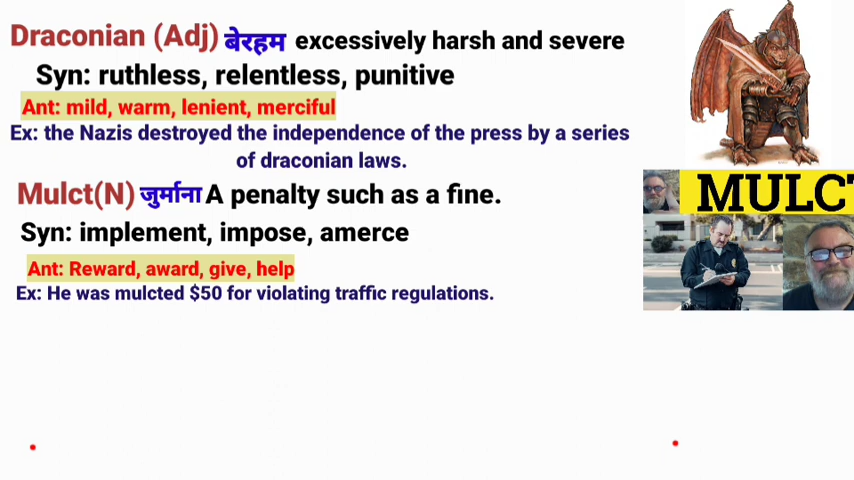 Draconian (Adj) बेरहम excessively harsh and severe
Syn: ruthless, relentless, punitive
Ant: mild, warm, lenient, merciful
Ex: the Nazis destroyed the independence of the press by a series
of draconian laws.
Mulct(N) जुर्माना A penalty such as a fine.
MULCT
Syn: implement, impose, amerce
Ant: Reward, award, give, help
Ex: He was mulcted $50 for violating traffic regulations.